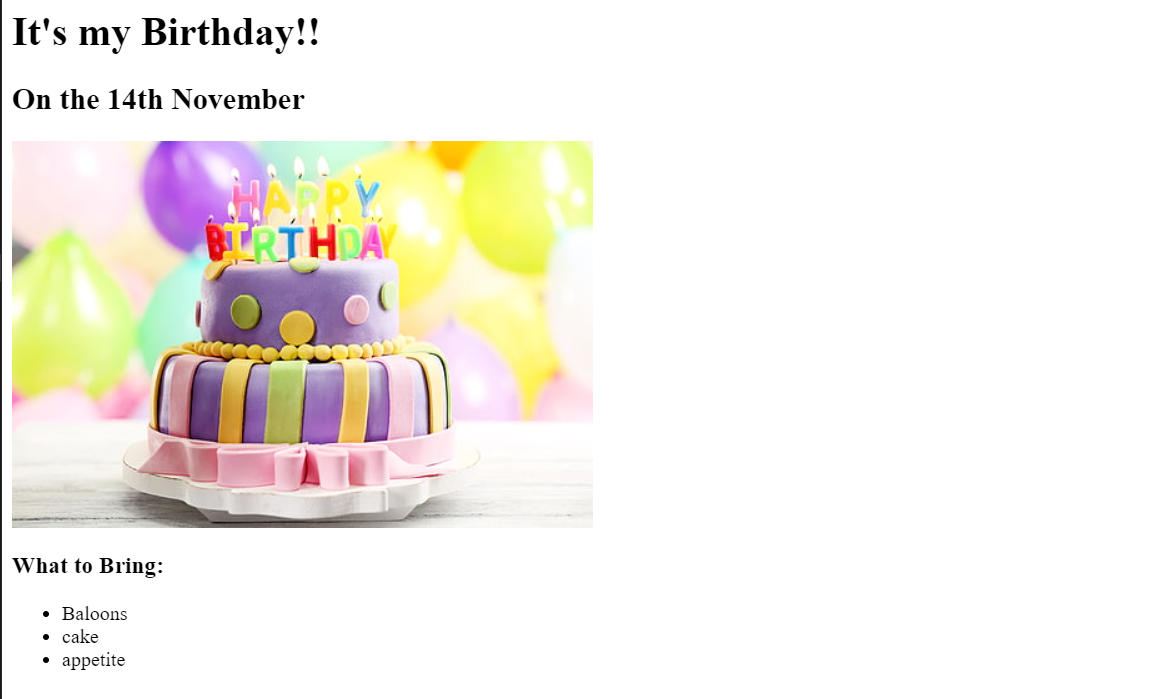 It's my Birthday!!
On the 14th November
HAPPY
BIRTHDAY
What to Bring:
Baloons
cake
appetite